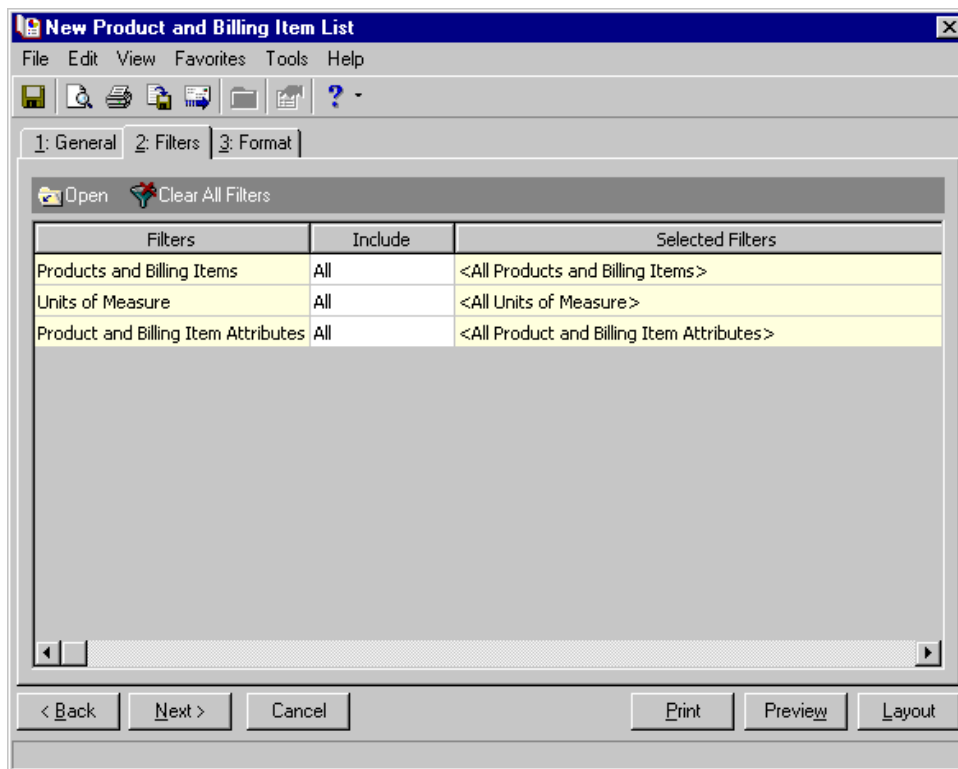 New Product and Billing Item List
File Edit View Favorites Tools Help
?
1: General 2: Filters 3: Format
Open Clear All Filters
Filters Include Selected Filters
Products and Billing Items All <All Products and Billing Items>
Units of Measure All <All Units of Measure>
Product and Billing Item Attributes All <All Product and Billing Item Attributes>
< Back Next > Cancel Print Preview Layout